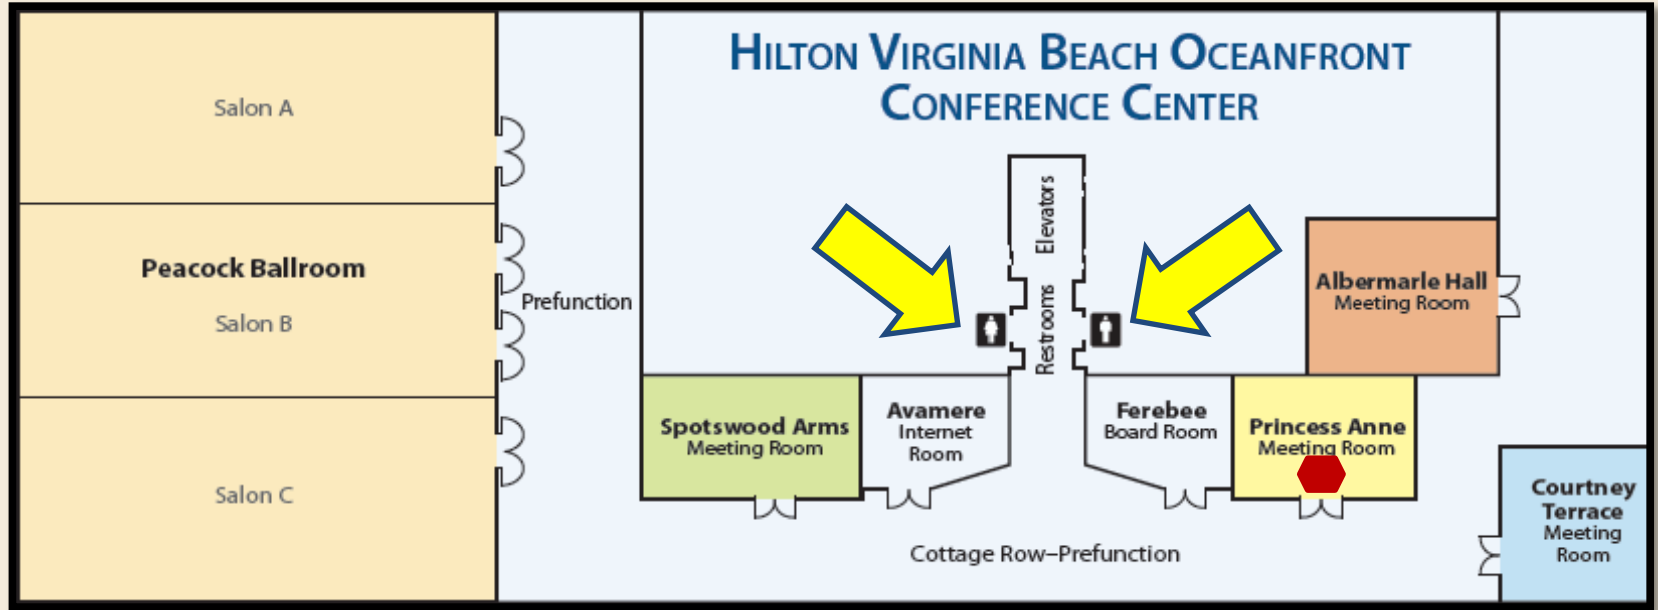 HILTON VIRGINIA BEACH OCEANFRONT
CONFERENCE CENTER
Salon A
Peacock Ballroom
Salon B
Salon C
Prefunction
Elevators
Restrooms
Albermarle Hall
Meeting Room
Spotswood Arms
Meeting Room
Avamere
Internet
Room
Ferebee
Board Room
Princess Anne
Meeting Room
Courtney
Terrace
Meeting
Room
Cottage Row–Prefunction